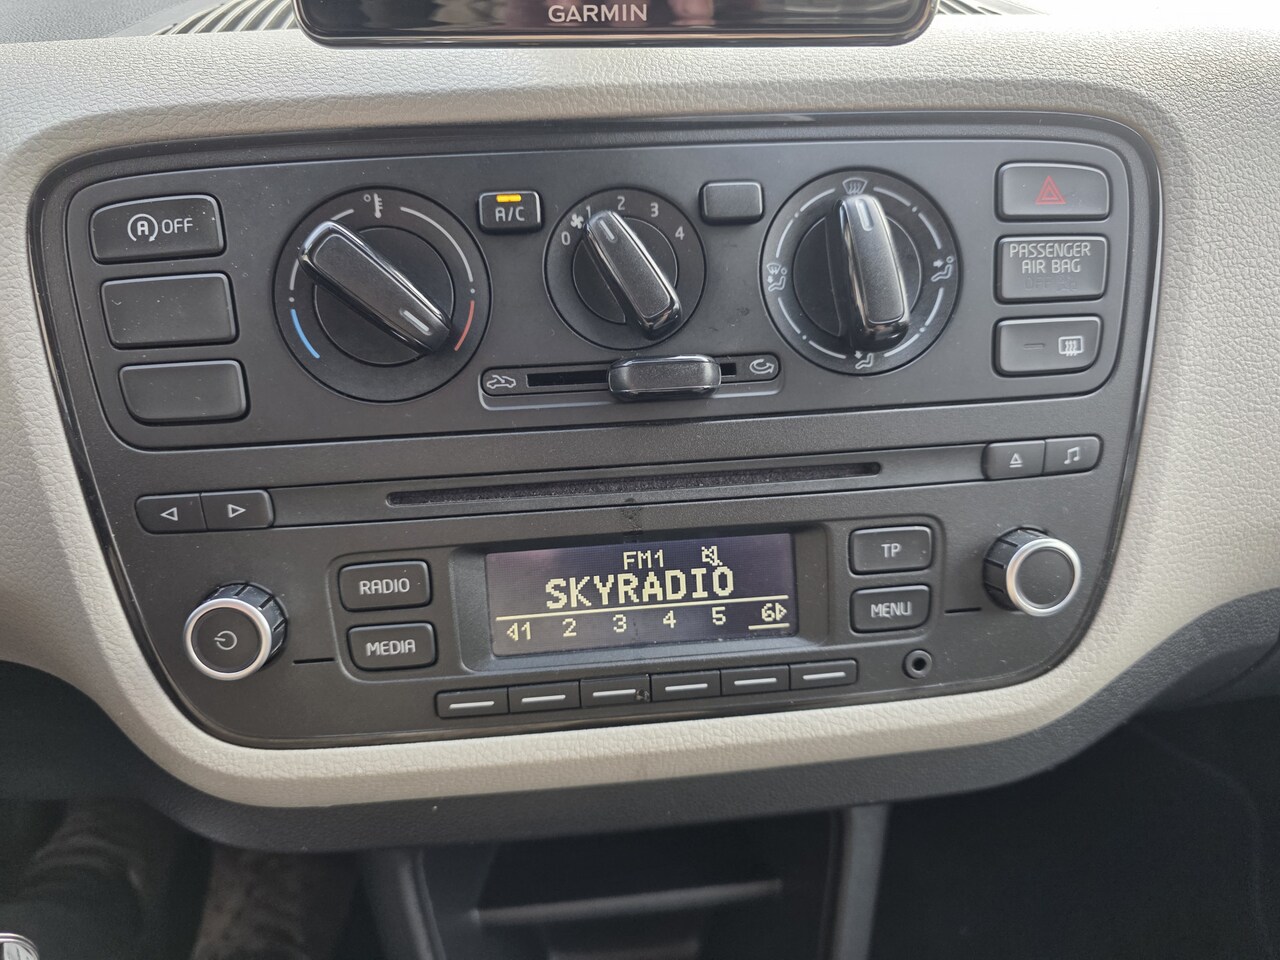 GARMIN
(A) OFF
A/C
0 1 2 3 4
PASSENGER
AIR BAG
RADIO
MEDIA
FM1
SKYRADIO
1 2 3 4 5 6
TP
MENU